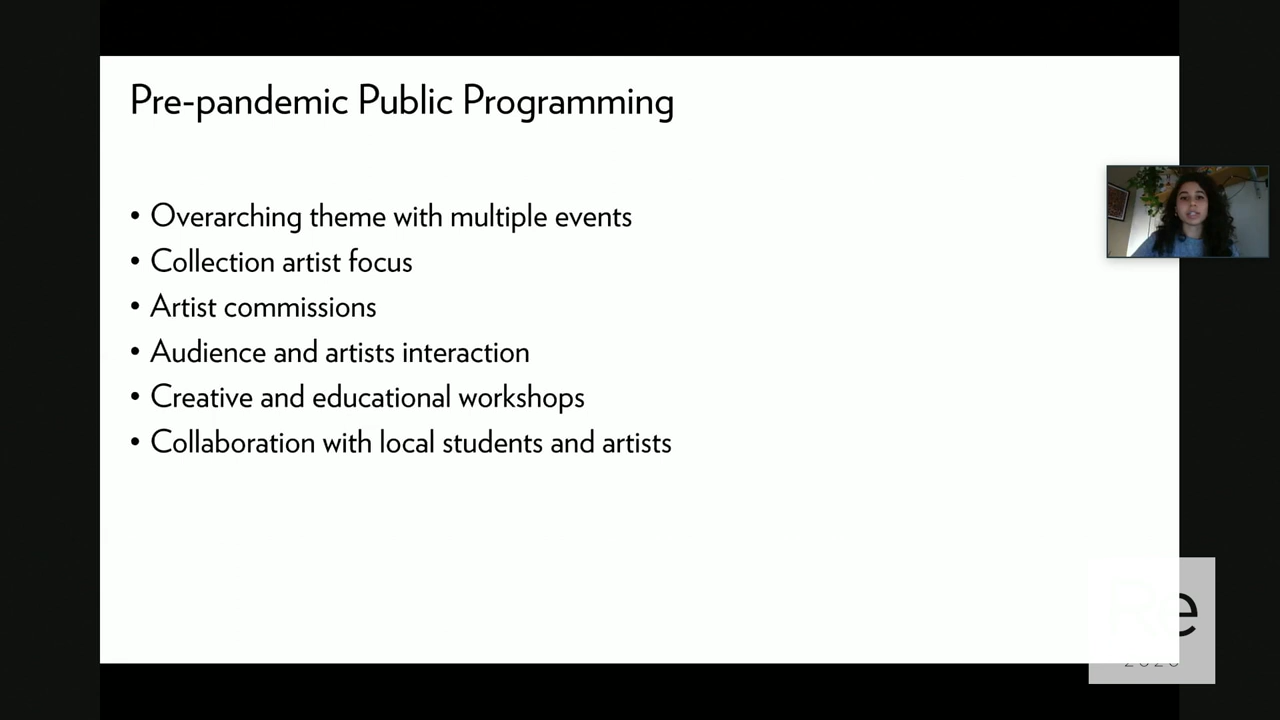 Pre-pandemic Public Programming
• Overarching theme with multiple events
• Collection artist focus
• Artist commissions
• Audience and artists interaction
• Creative and educational workshops
• Collaboration with local students and artists
e